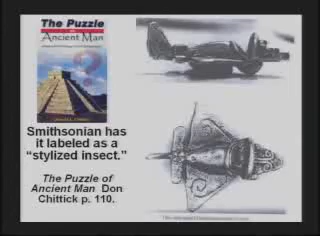 The Puzzle
of
Ancient Man
Smithsonian has
it labeled as a
"stylized insect."
The Puzzle of
Ancient Man Don
Chittick p. 110.